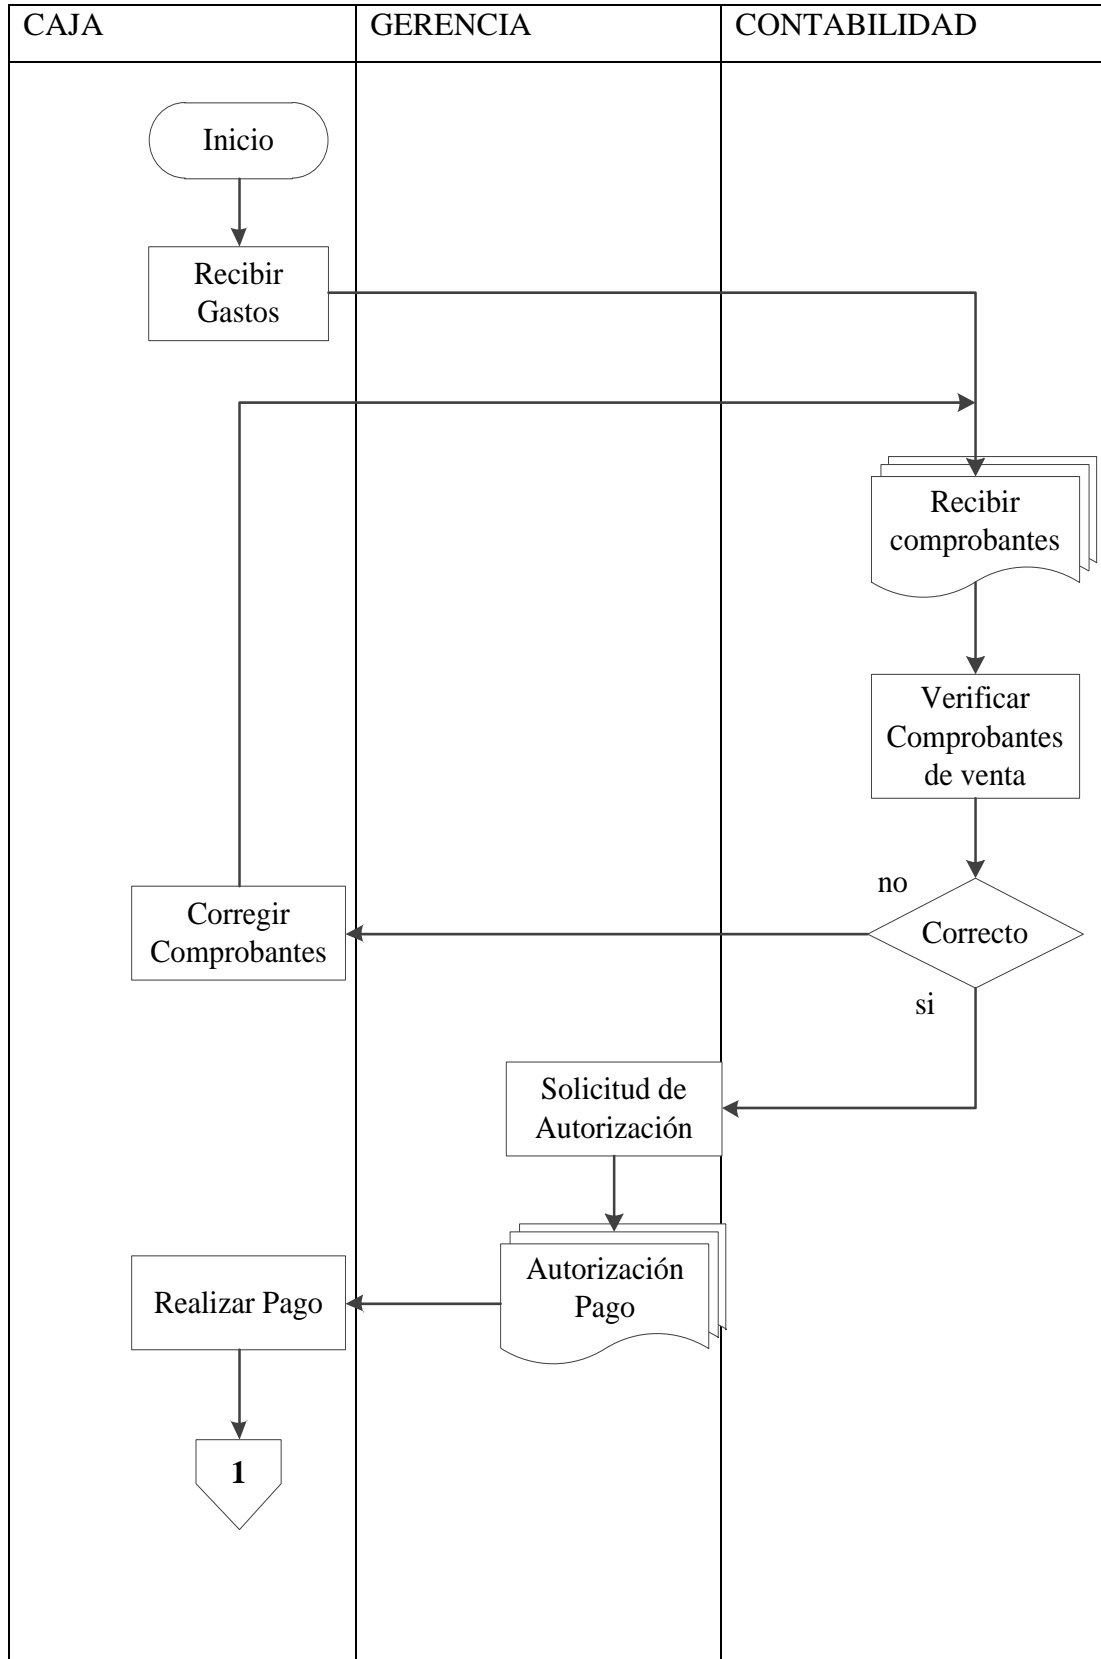 CAJA
GERENCIA
CONTABILIDAD
Inicio
Recibir
Gastos
Recibir
comprobantes
Verificar
Comprobantes
de venta
no
Correcto
Corregir
Comprobantes
si
Solicitud de
Autorización
Autorización
Pago
Realizar Pago
1